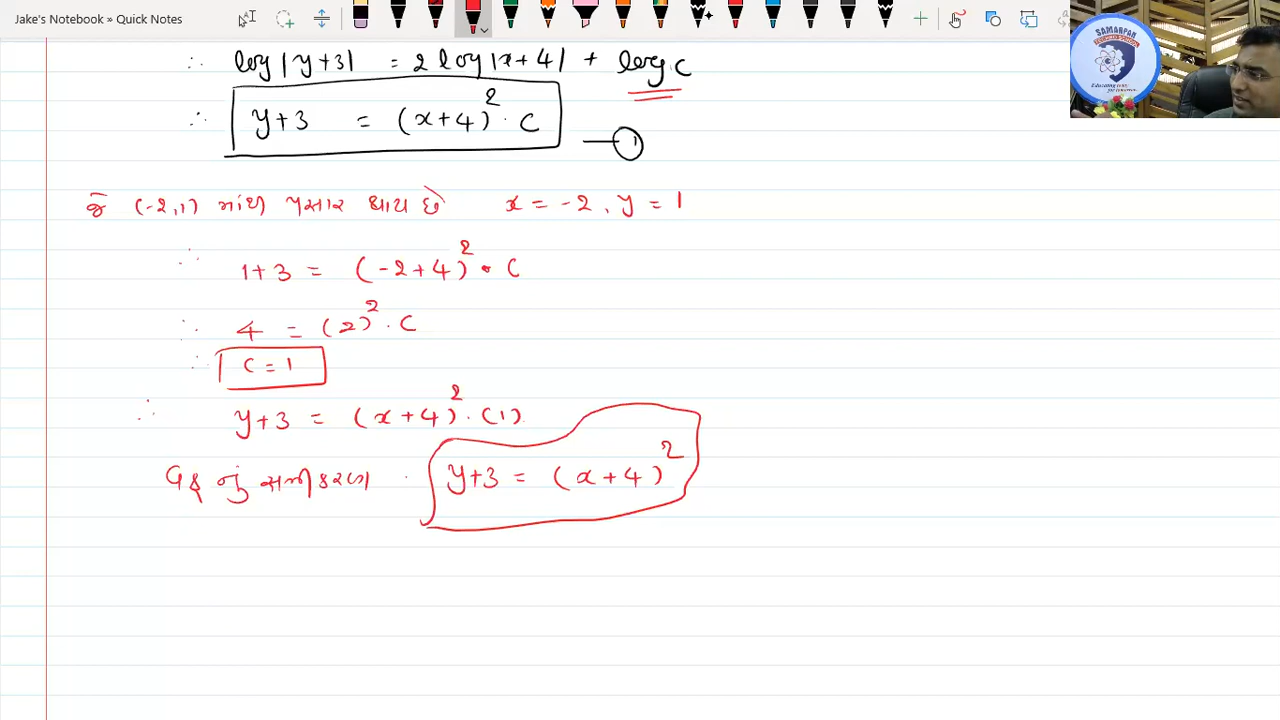 Jake's Notebook » Quick Notes
SAMARPAN
∴ log|y+3| = 2 log|x+4| + log c
∴ y+3 = (x+4)² · C —①
જે (-2,1) માંથી પસાર થાય છે x = -2, y = 1
∴ 1+3 = (-2+4)² · C
∴ 4 = (2)² · C
∴ C = 1
∴ y+3 = (x+4)² · (1)
વક્ર નું સમીકરણ y+3 = (x+4)²